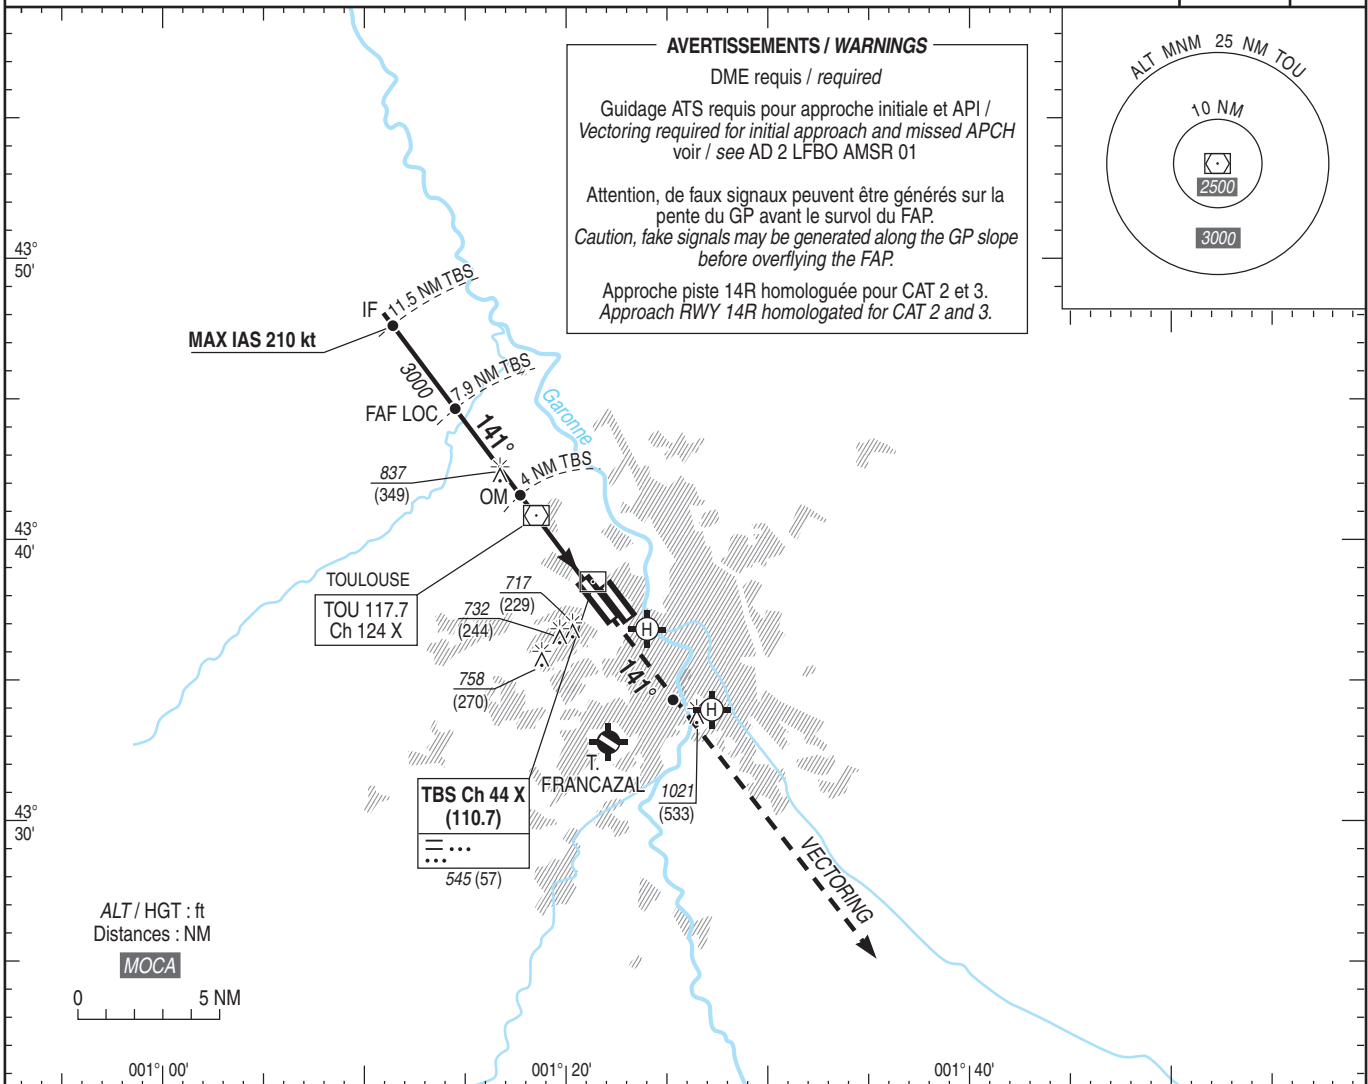 AVERTISSEMENTS / WARNINGS
DME requis / required
Guidage ATS requis pour approche initiale et API /
Vectoring required for initial approach and missed APCH
voir / see AD 2 LFBO AMSR 01
Attention, de faux signaux peuvent être générés sur la
pente du GP avant le survol du FAP.
Caution, fake signals may be generated along the GP slope
before overflying the FAP.
Approche piste 14R homologuée pour CAT 2 et 3.
Approach RWY 14R homologated for CAT 2 and 3.
ALT MNM 25 NM TOU
10 NM
2500
3000
43°
50'
IF
11.5 NM TBS
MAX IAS 210 kt
3000
7.9 NM TBS
FAF LOC
141°
Garonne
837
(349)
4 NM TBS
OM
43°
40'
TOULOUSE
TOU 117.7
Ch 124 X
717
(229)
732
(244)
758
(270)
H
141°
H
T.
FRANCAZAL
TBS Ch 44 X
(110.7)
545 (57)
1021
(533)
43°
30'
VECTORING
ALT / HGT : ft
Distances : NM
MOCA
0 5 NM
001° 00'
001° 20'
001° 40'